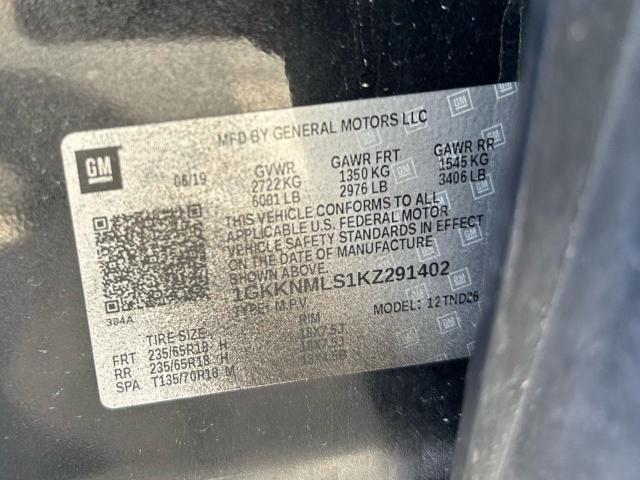 MFD BY GENERAL MOTORS LLC
GM
06/19 GVWR GAWR FRT GAWR RR
2722 KG 1350 KG 1545 KG
6001 LB 2976 LB 3406 LB
THIS VEHICLE CONFORMS TO ALL
APPLICABLE U.S. FEDERAL MOTOR
VEHICLE SAFETY STANDARDS IN EFFECT
ON THE DATE OF MANUFACTURE
SHOWN ABOVE.
1GKKNMLS1KZ291402
TYPE: M.P.V. MODEL: 12TND26
384A
TIRE SIZE RIM
FRT 235/65R18 H 18X7.5J
RR 235/65R18 H 18X7.5J
SPA T135/70R18 M